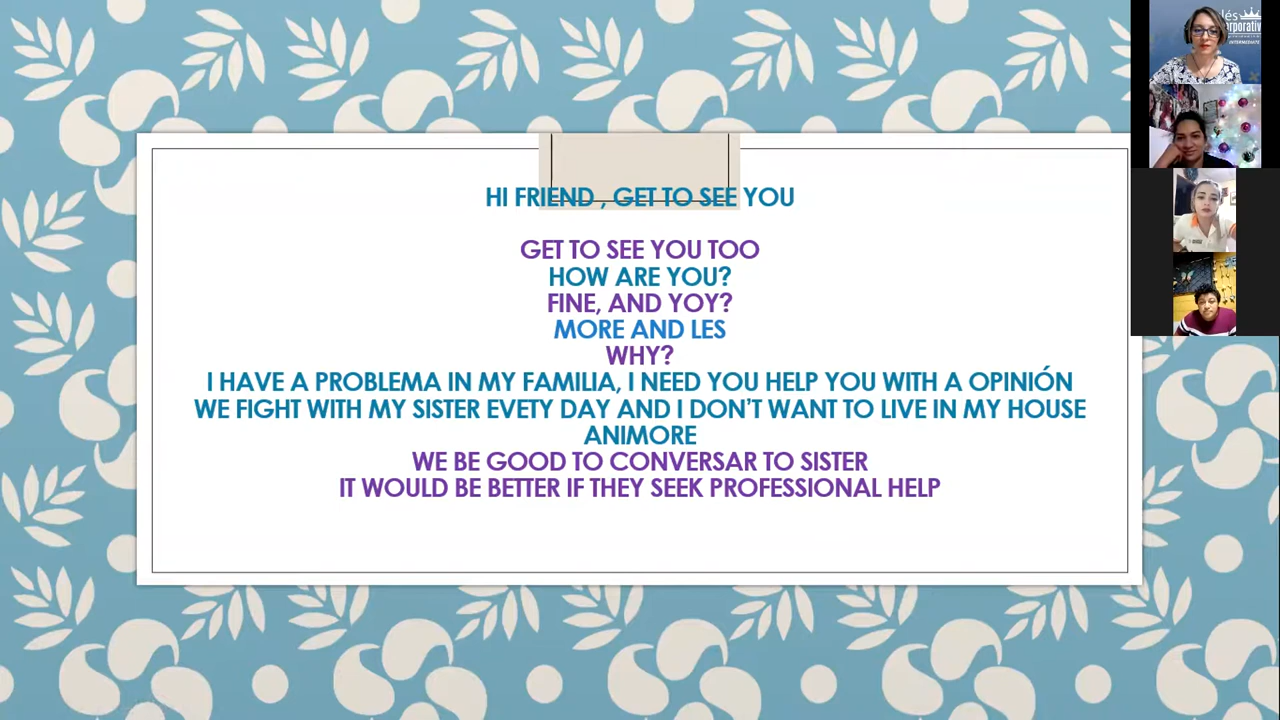 HI FRIEND , GET TO SEE YOU
GET TO SEE YOU TOO
HOW ARE YOU?
FINE, AND YOY?
MORE AND LES
WHY?
I HAVE A PROBLEMA IN MY FAMILIA, I NEED YOU HELP YOU WITH A OPINIÓN
WE FIGHT WITH MY SISTER EVETY DAY AND I DON'T WANT TO LIVE IN MY HOUSE
ANIMORE
WE BE GOOD TO CONVERSAR TO SISTER
IT WOULD BE BETTER IF THEY SEEK PROFESSIONAL HELP
INTERMEDIATE